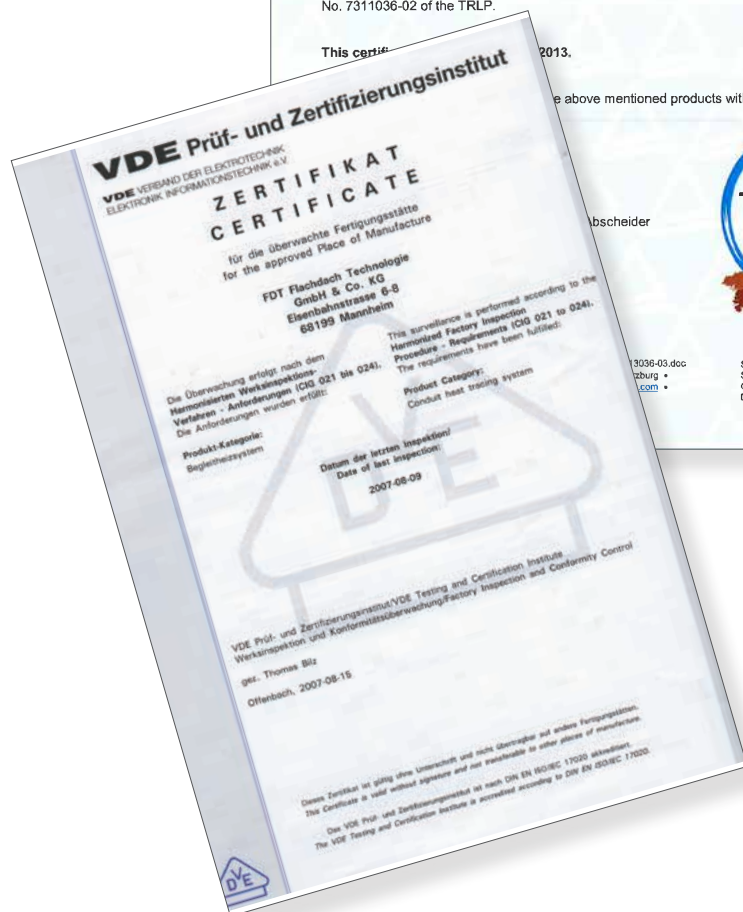 No. 7311036-02 of the TRLP.
This certif
2013.
e above mentioned products wit
Abscheider
13036-03.doc
zburg •
.com •
VDE Prüf- und Zertifizierungsinstitut
VDE VERBAND DER ELEKTROTECHNIK
ELEKTRONIK INFORMATIONSTECHNIK e.V.
ZERTIFIKAT
CERTIFICATE
für die überwachte Fertigungsstätte
for the approved Place of Manufacture
FDT Flachdach Technologie
GmbH & Co. KG
Eisenbahnstrasse 6-8
68199 Mannheim
Die Überwachung erfolgt nach dem
Harmonisierten Werksinspektions-
Verfahren - Anforderungen (CIG 021 bis 024).
Die Anforderungen wurden erfüllt:
Produkt-Kategorie:
Begleitheizsystem
This surveillance is performed according to the
Harmonized Factory Inspection
Procedure - Requirements (CIG 021 to 024).
The requirements have been fulfilled:
Product Category:
Conduit heat tracing system
Datum der letzten Inspektion/
Date of last inspection:
2007-08-09
VDE
VDE Prüf- und Zertifizierungsinstitut/VDE Testing and Certification Institute
Werksinspektion und Konformitätsüberwachung/Factory Inspection and Conformity Control
gez. Thomas Bilz
Offenbach, 2007-08-15
Dieses Zertifikat ist gültig ohne Unterschrift und nicht übertragbar auf andere Fertigungsstätten.
This Certificate is valid without signature and not transferable to other places of manufacture.
Das VDE Prüf- und Zertifizierungsinstitut ist nach DIN EN ISO/IEC 17020 akkreditiert.
The VDE Testing and Certification Institute is accredited according to DIN EN ISO/IEC 17020.
DVE